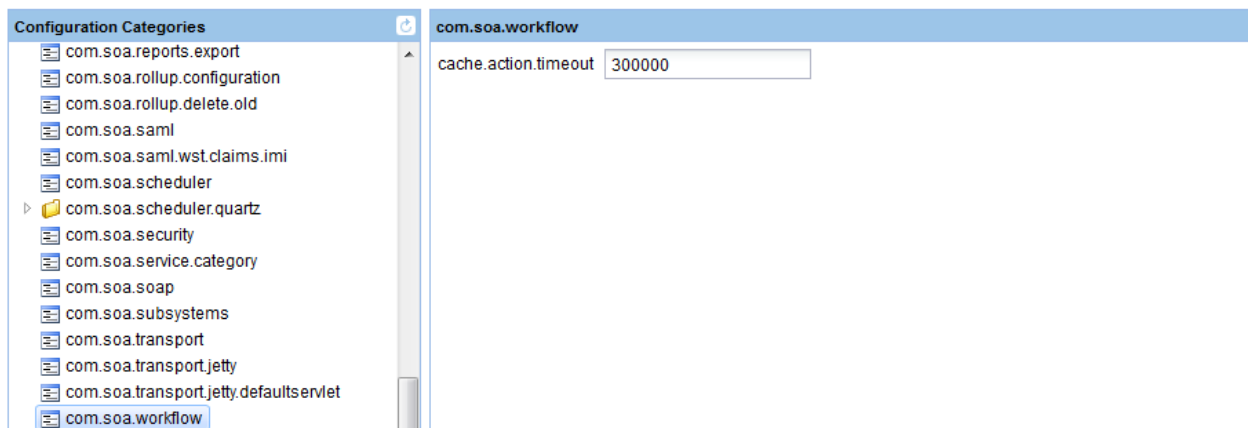 Configuration Categories
com.soa.reports.export
com.soa.rollup.configuration
com.soa.rollup.delete.old
com.soa.saml
com.soa.saml.wst.claims.imi
com.soa.scheduler
com.soa.scheduler.quartz
com.soa.security
com.soa.service.category
com.soa.soap
com.soa.subsystems
com.soa.transport
com.soa.transport.jetty
com.soa.transport.jetty.defaultservlet
com.soa.workflow
com.soa.workflow
cache.action.timeout 300000